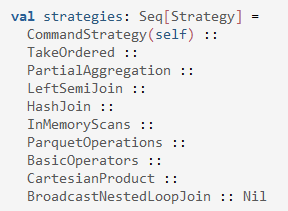 val strategies: Seq[Strategy] =
CommandStrategy(self) ::
TakeOrdered ::
PartialAggregation ::
LeftSemiJoin ::
HashJoin ::
InMemoryScans ::
ParquetOperations ::
BasicOperators ::
CartesianProduct ::
BroadcastNestedLoopJoin :: Nil